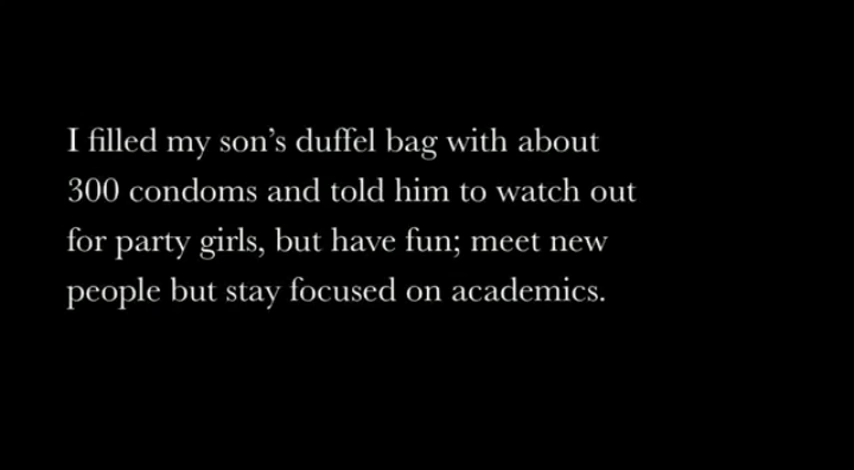 I filled my son’s duffel bag with about
300 condoms and told him to watch out
for party girls, but have fun; meet new
people but stay focused on academics.